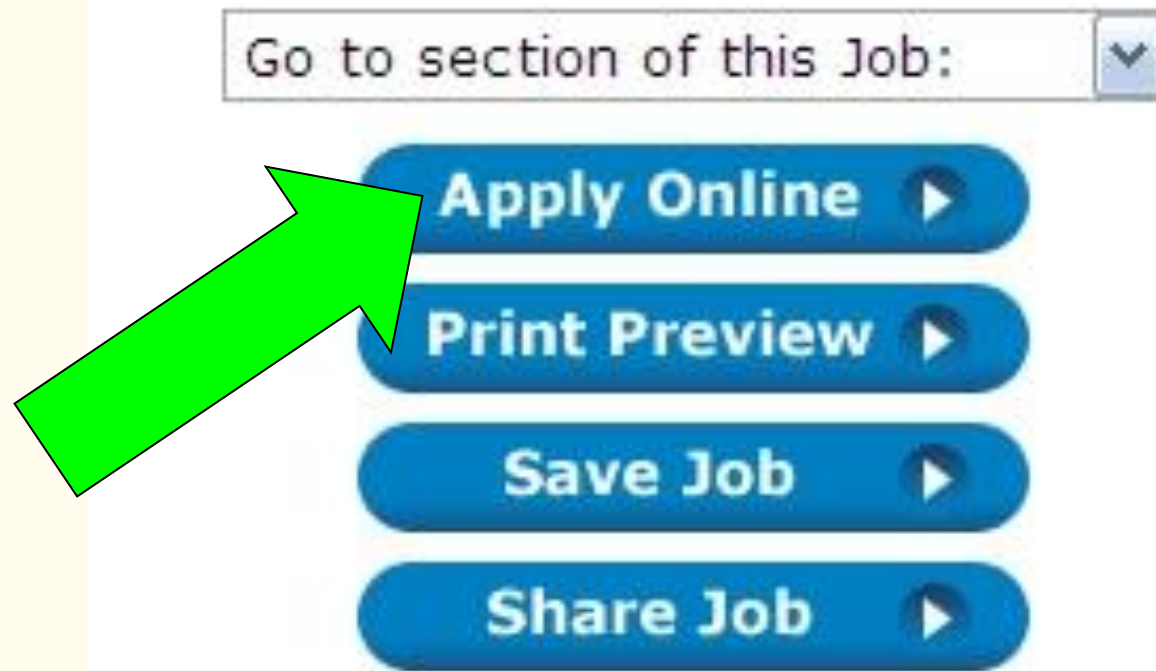 Go to section of this Job:
Apply Online
Print Preview
Save Job
Share Job